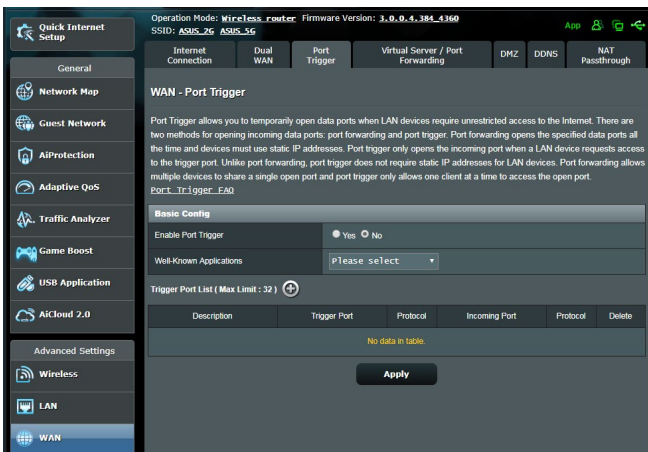 Quick Internet
Setup
General
Network Map
Guest Network
AiProtection
Adaptive QoS
Traffic Analyzer
Game Boost
USB Application
AiCloud 2.0
Advanced Settings
Wireless
LAN
WAN
Operation Mode: Wireless router Firmware Version: 3.0.0.4.384_4360
SSID: ASUS_2G ASUS_5G
App
Internet
Connection
Dual
WAN
Port
Trigger
Virtual Server / Port
Forwarding
DMZ
DDNS
NAT
Passthrough
WAN - Port Trigger
Port Trigger allows you to temporarily open data ports when LAN devices require unrestricted access to the Internet. There are
two methods for opening incoming data ports: port forwarding and port trigger. Port forwarding opens the specified data ports all
the time and devices must use static IP addresses. Port trigger only opens the incoming port when a LAN device requests access
to the trigger port. Unlike port forwarding, port trigger does not require static IP addresses for LAN devices. Port forwarding allows
multiple devices to share a single open port and port trigger only allows one client at a time to access the open port.
Port Trigger FAQ
Basic Config
Enable Port Trigger Yes No
Well-Known Applications Please select
Trigger Port List ( Max Limit : 32 )
Description Trigger Port Protocol Incoming Port Protocol Delete
No data in table.
Apply